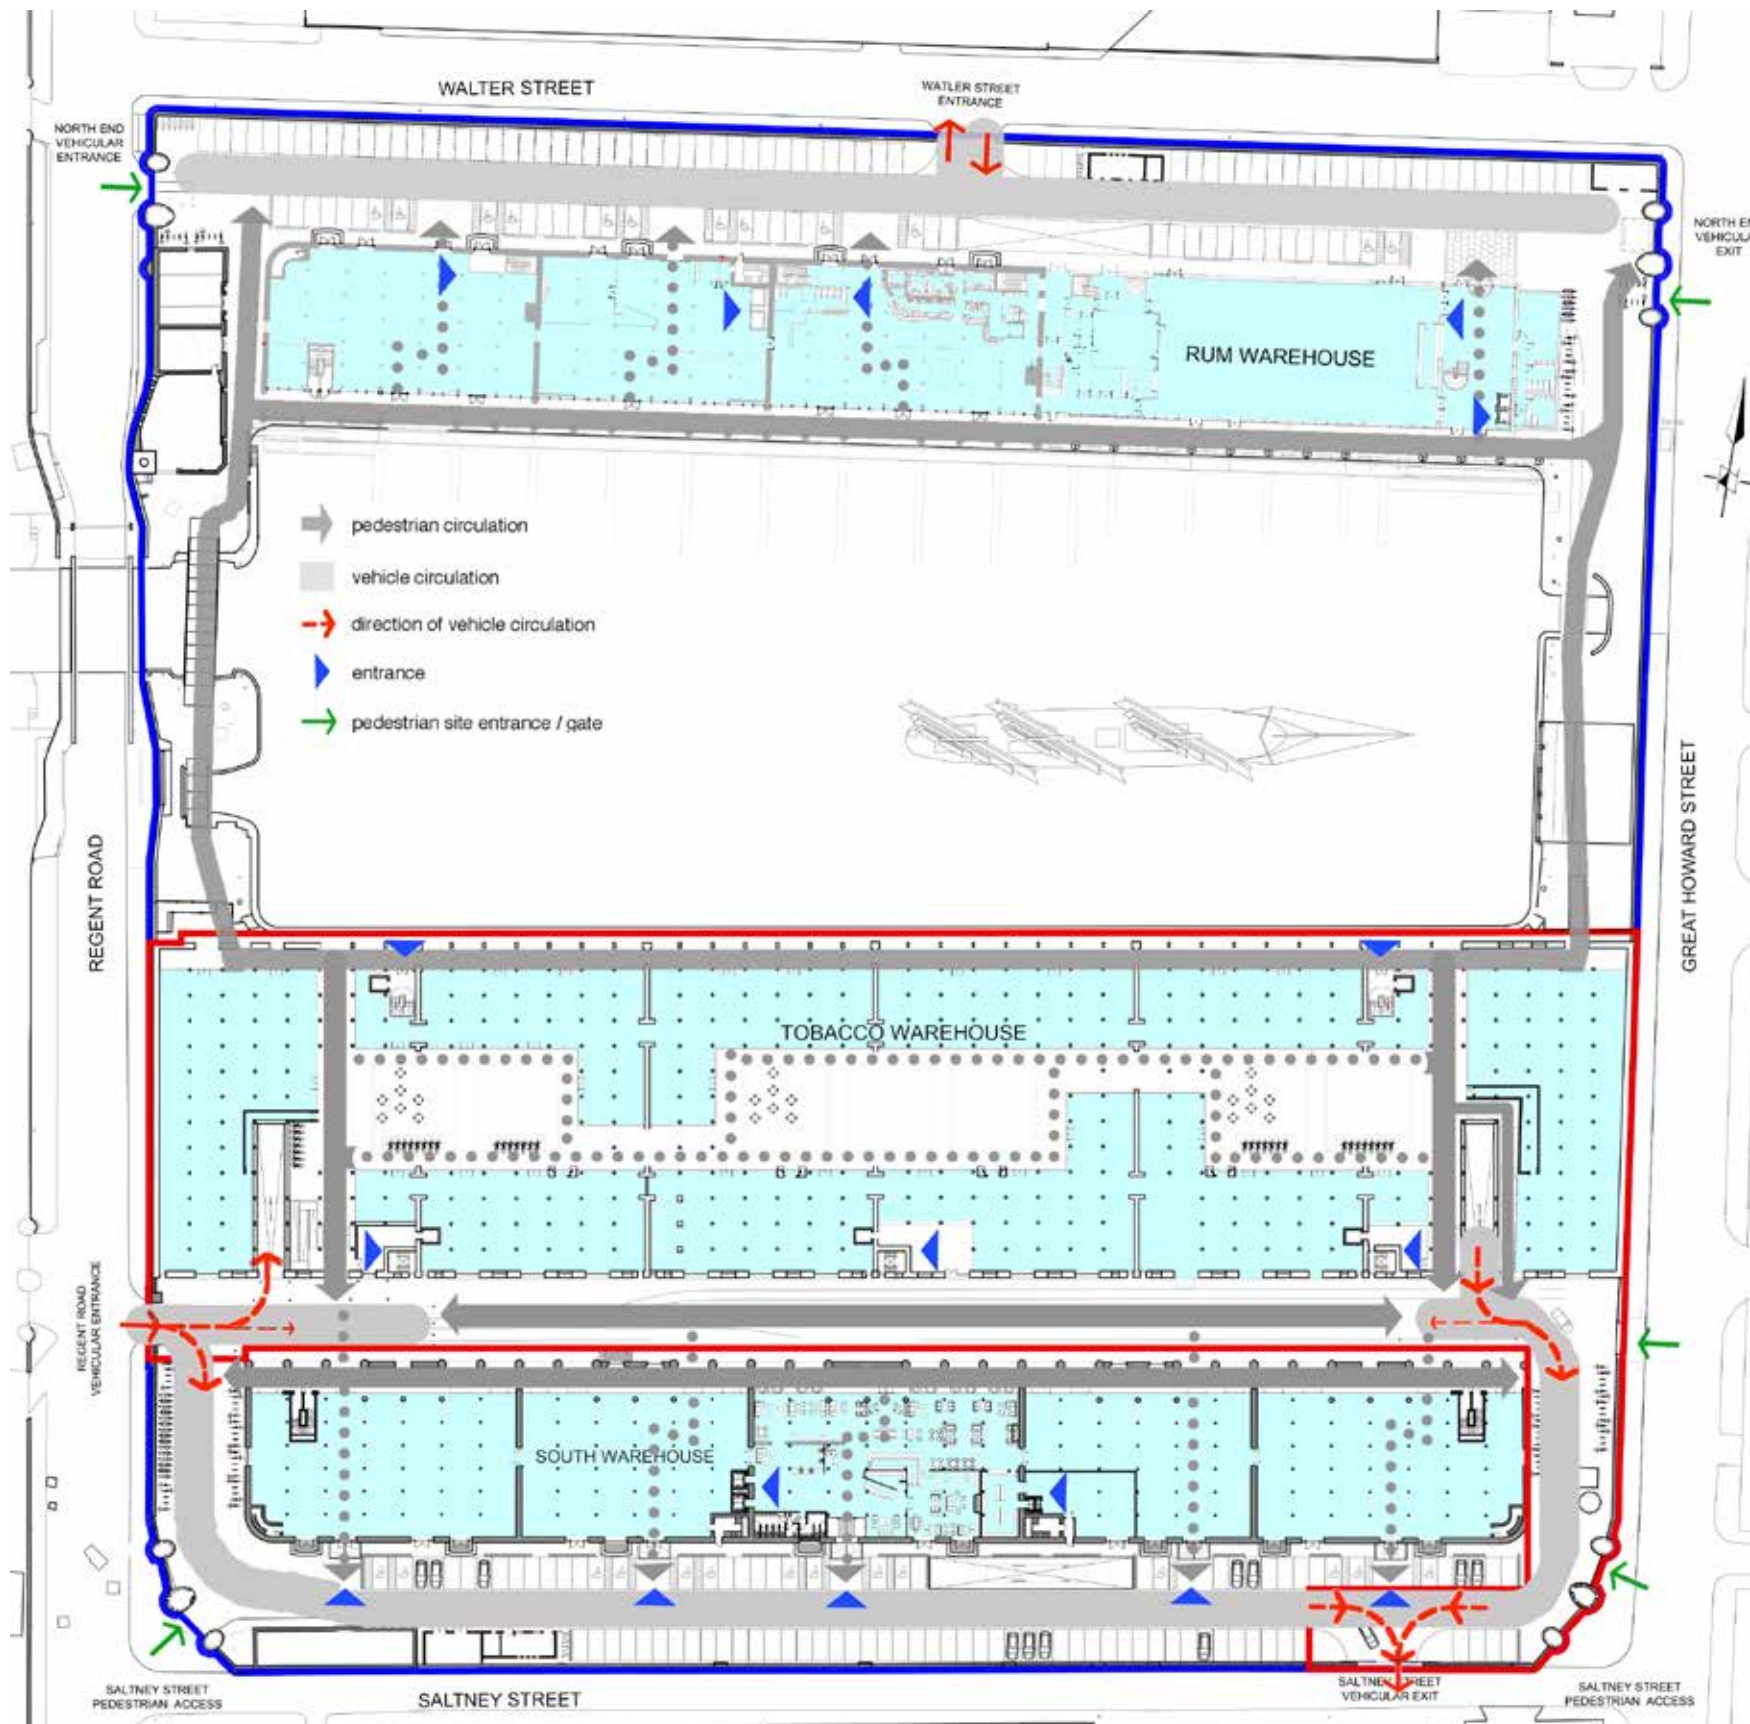 WALTER STREET
WATLER STREET
ENTRANCE
NORTH END
VEHICULAR
ENTRANCE
NORTH EN
VEHICULA
EXIT
RUM WAREHOUSE
pedestrian circulation
vehicle circulation
direction of vehicle circulation
entrance
pedestrian site entrance / gate
REGENT ROAD
GREAT HOWARD STREET
TOBACCO WAREHOUSE
REGENT ROAD
VEHICULAR ENTRANCE
SOUTH WAREHOUSE
SALTNEY STREET
PEDESTRIAN ACCESS
SALTNEY STREET
SALTNEY STREET
VEHICULAR EXIT
SALTNEY STREET
PEDESTRIAN ACCESS